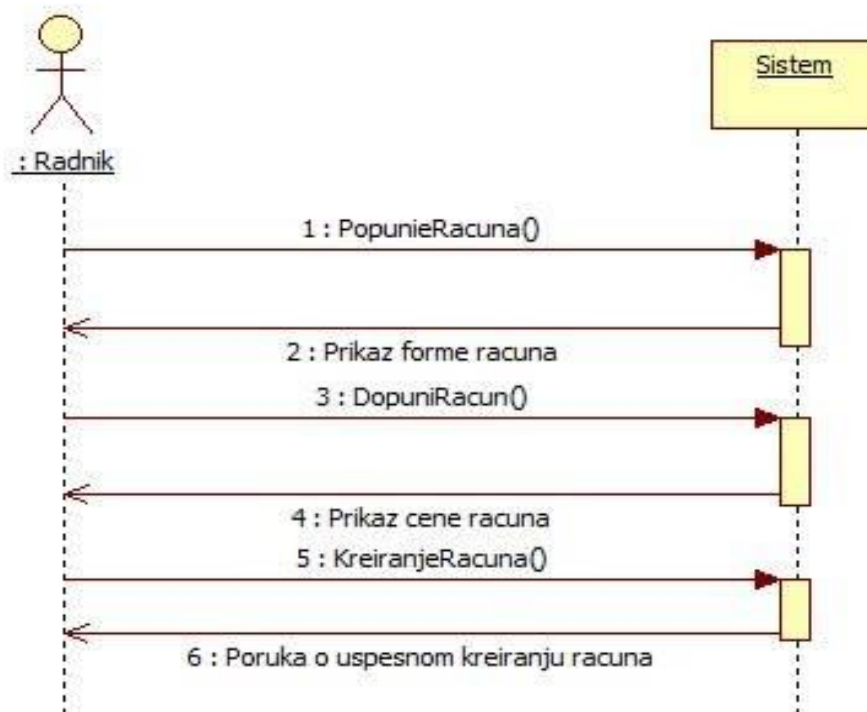 Sistem
: Radnik
1 : PopunieRacuna()
2 : Prikaz forme racuna
3 : DopuniRacun()
4 : Prikaz cene racuna
5 : KreiranjeRacuna()
6 : Poruka o uspesnom kreiranju racuna